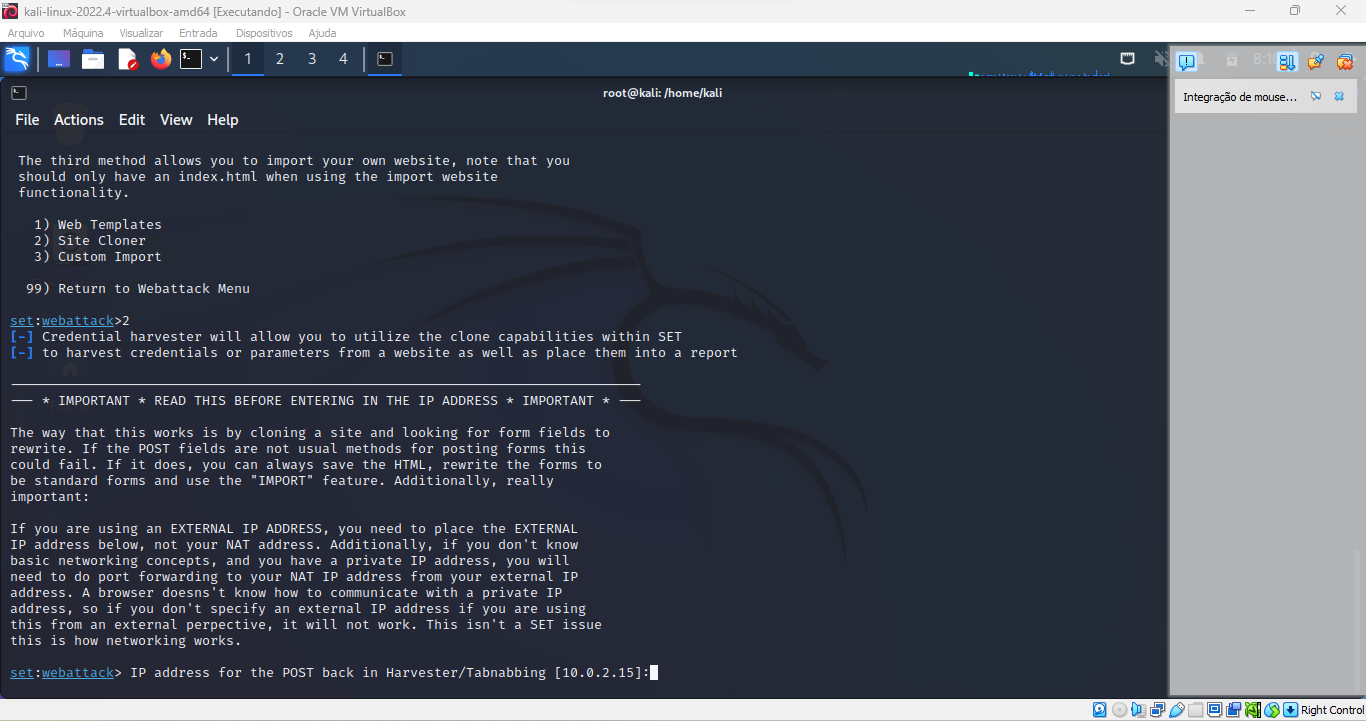 kali-linux-2022.4-virtualbox-amd64 [Executando] - Oracle VM VirtualBox
Arquivo Máquina Visualizar Entrada Dispositivos Ajuda
1 2 3 4
root@kali: /home/kali
Integração de mouse...
File Actions Edit View Help
The third method allows you to import your own website, note that you
should only have an index.html when using the import website
functionality.
1) Web Templates
2) Site Cloner
3) Custom Import
99) Return to Webattack Menu
set:webattack>2
[-] Credential harvester will allow you to utilize the clone capabilities within SET
[-] to harvest credentials or parameters from a website as well as place them into a report
--- * IMPORTANT * READ THIS BEFORE ENTERING IN THE IP ADDRESS * IMPORTANT * ---
The way that this works is by cloning a site and looking for form fields to
rewrite. If the POST fields are not usual methods for posting forms this
could fail. If it does, you can always save the HTML, rewrite the forms to
be standard forms and use the "IMPORT" feature. Additionally, really
important:
If you are using an EXTERNAL IP ADDRESS, you need to place the EXTERNAL
IP address below, not your NAT address. Additionally, if you don't know
basic networking concepts, and you have a private IP address, you will
need to do port forwarding to your NAT IP address from your external IP
address. A browser doesns't know how to communicate with a private IP
address, so if you don't specify an external IP address if you are using
this from an external perpective, it will not work. This isn't a SET issue
this is how networking works.
set:webattack> IP address for the POST back in Harvester/Tabnabbing [10.0.2.15]:
Right Control